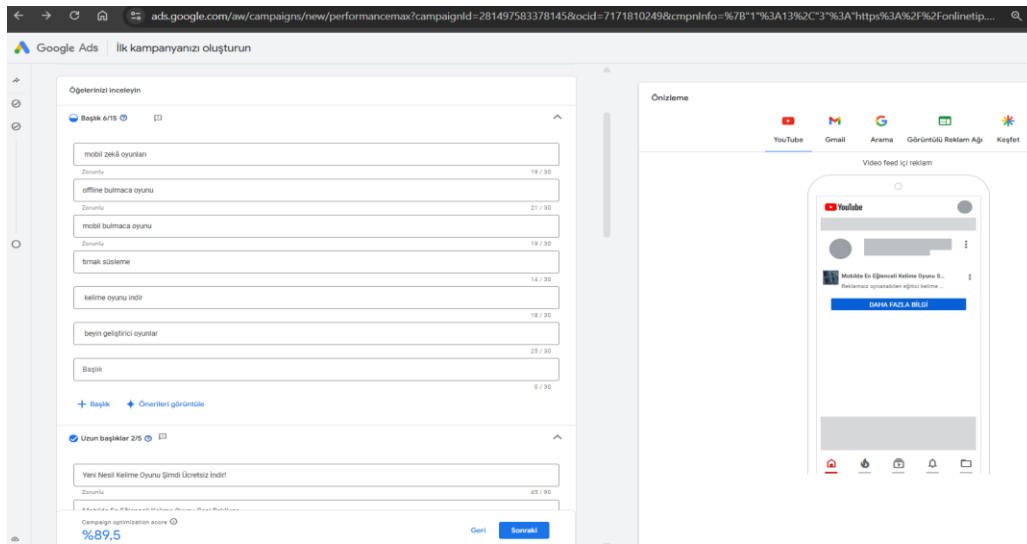 ads.google.com/aw/campaigns/new/performancemax?campaignId=281497583378145&ocid=7171810249&cmpnInfo=%7B"1"%3A13%2C"3"%3A"https%3A%2F%2Fonlinetip....
Google Ads İlk kampanyanızı oluşturun
Öğelerinizi inceleyin
Başlık 6/15
mobil zekâ oyunları
Zorunlu 19 / 30
offline bulmaca oyunu
Zorunlu 21 / 30
mobil bulmaca oyunu
Zorunlu 19 / 30
tırnak süsleme
14 / 30
kelime oyunu indir
18 / 30
beyin geliştirici oyunlar
25 / 30
Başlık
0 / 30
+ Başlık Önerileri görüntüle
Uzun başlıklar 2/5
Yeni Nesil Kelime Oyunu Şimdi Ücretsiz İndir!
Zorunlu 45 / 90
Campaign optimization score
%89,5
Geri Sonraki
Önizleme
YouTube Gmail Arama Görüntülü Reklam Ağı Keşfet
Video feed içi reklam
YouTube
Mobilde En Eğlenceli Kelime Oyunu S...
Reklamsız oynanabilen eğitici kelime ...
DAHA FAZLA BİLGİ